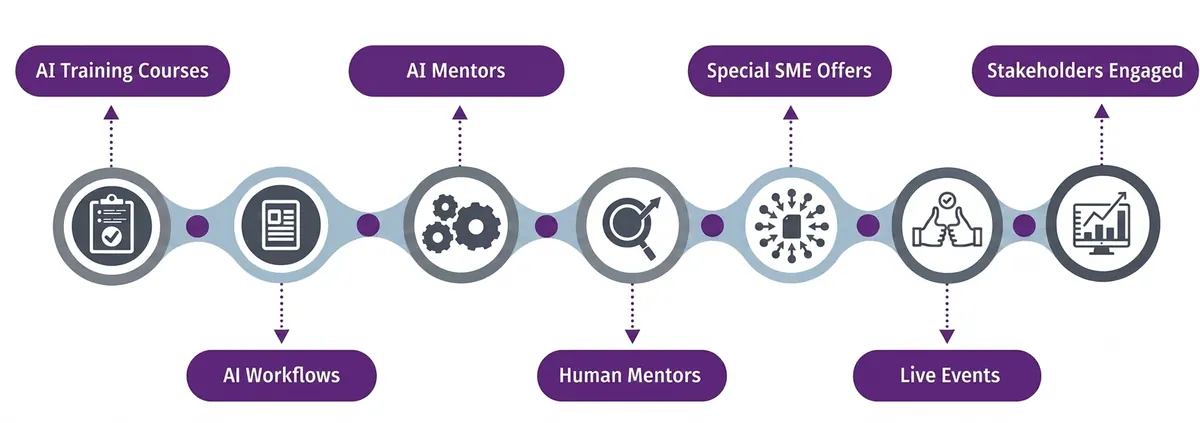 AI Training Courses
AI Mentors
Special SME Offers
Stakeholders Engaged
AI Workflows
Human Mentors
Live Events